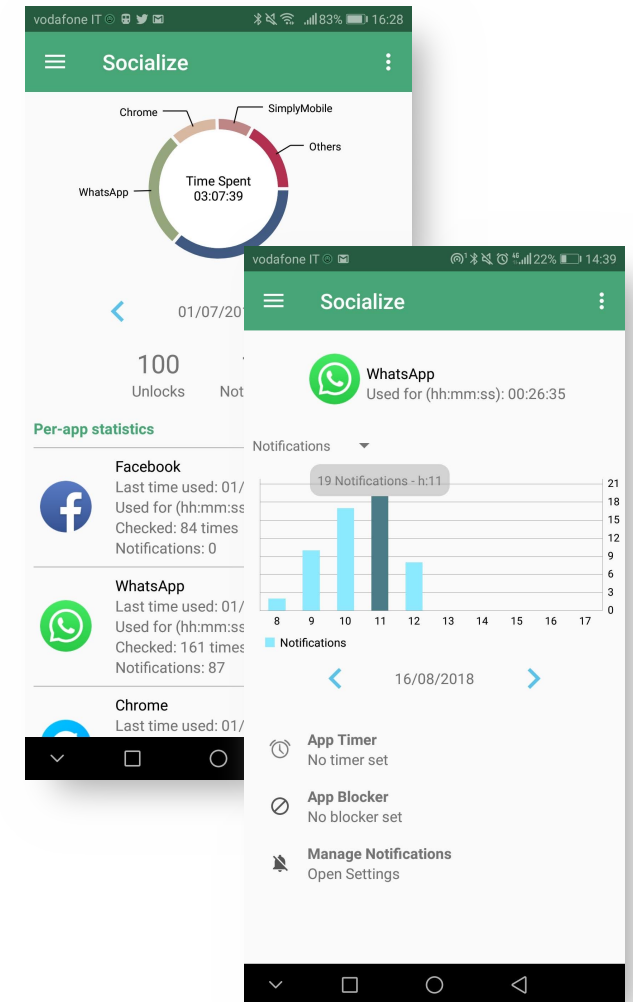 vodafone IT
83% 16:28
Socialize
Chrome
SimplyMobile
Others
WhatsApp
Time Spent
03:07:39
01/07/20
100
Unlocks
Not
Per-app statistics
Facebook
Last time used: 01/
Used for (hh:mm:ss
Checked: 84 times
Notifications: 0
WhatsApp
Last time used: 01/
Used for (hh:mm:ss
Checked: 161 times
Notifications: 87
Chrome
Last time used: 01/
vodafone IT
22% 14:39
Socialize
WhatsApp
Used for (hh:mm:ss): 00:26:35
Notifications
19 Notifications - h:11
21
18
15
12
9
6
3
0
8 9 10 11 12 13 14 15 16 17
Notifications
16/08/2018
App Timer
No timer set
App Blocker
No blocker set
Manage Notifications
Open Settings